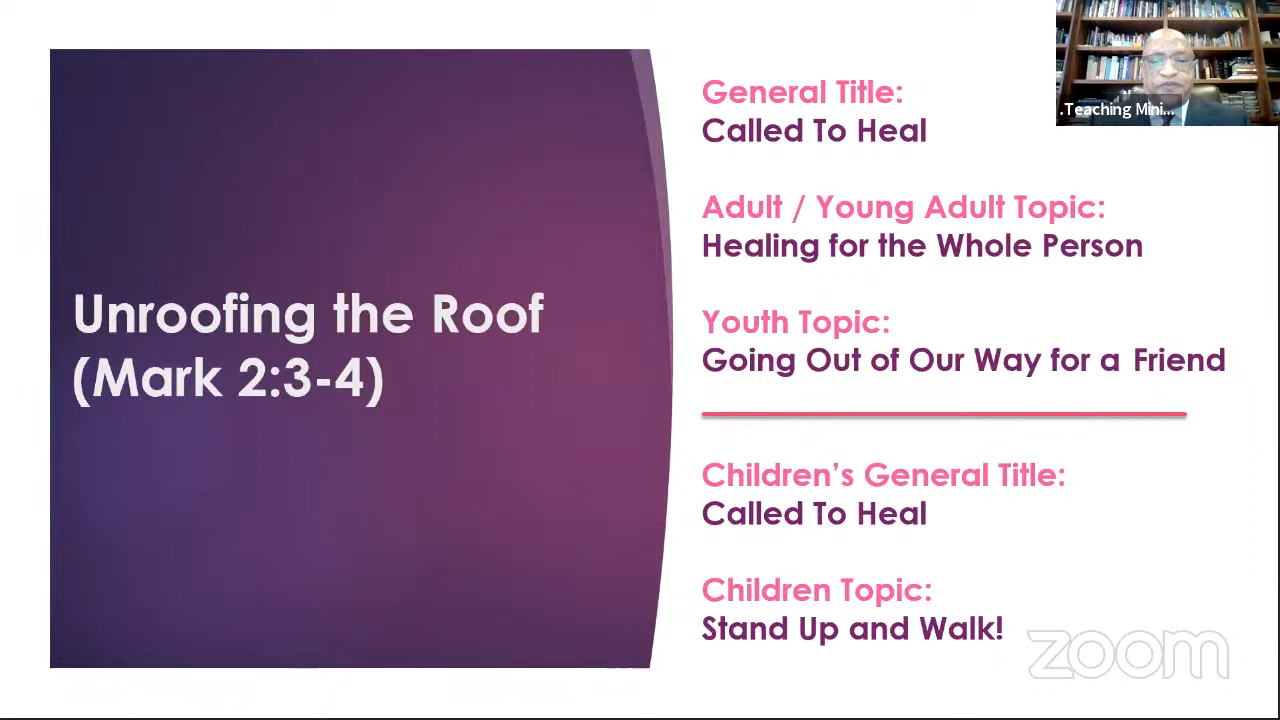 Unroofing the Roof
(Mark 2:3-4)
General Title:
Called To Heal
Adult / Young Adult Topic:
Healing for the Whole Person
Youth Topic:
Going Out of Our Way for a Friend
Children’s General Title:
Called To Heal
Children Topic:
Stand Up and Walk!
.Teaching Mini...
zoom